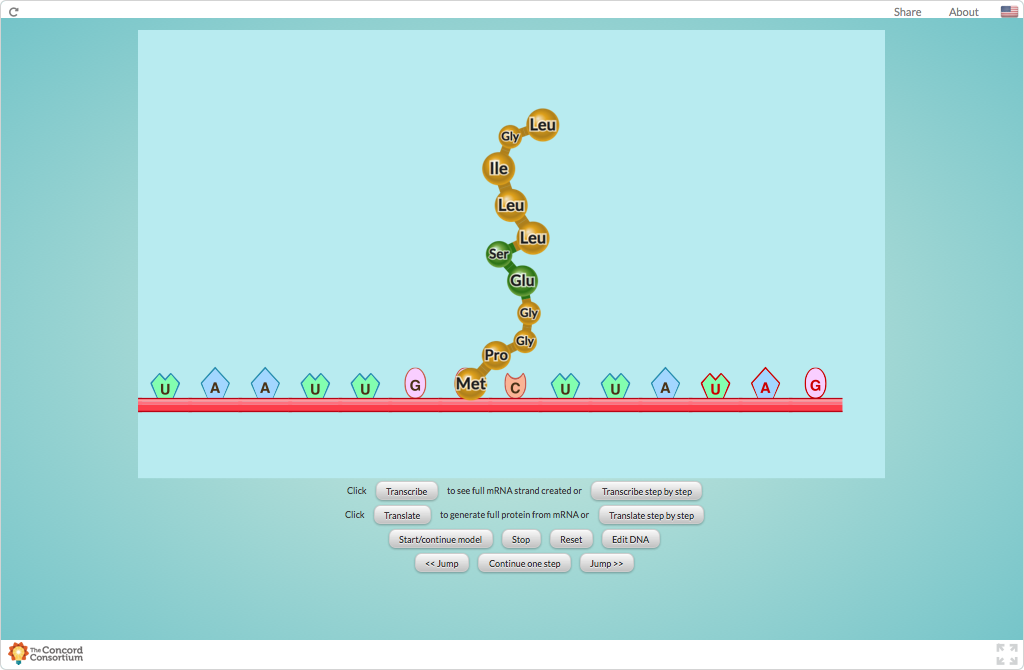 Share About
Leu
Gly
Ile
Leu
Leu
Ser
Glu
Gly
Gly
Pro
U A A U U G Met C U U A U A G
Click Transcribe to see full mRNA strand created or Transcribe step by step
Click Translate to generate full protein from mRNA or Translate step by step
Start/continue model Stop Reset Edit DNA
<< Jump Continue one step Jump >>
The Concord
Consortium